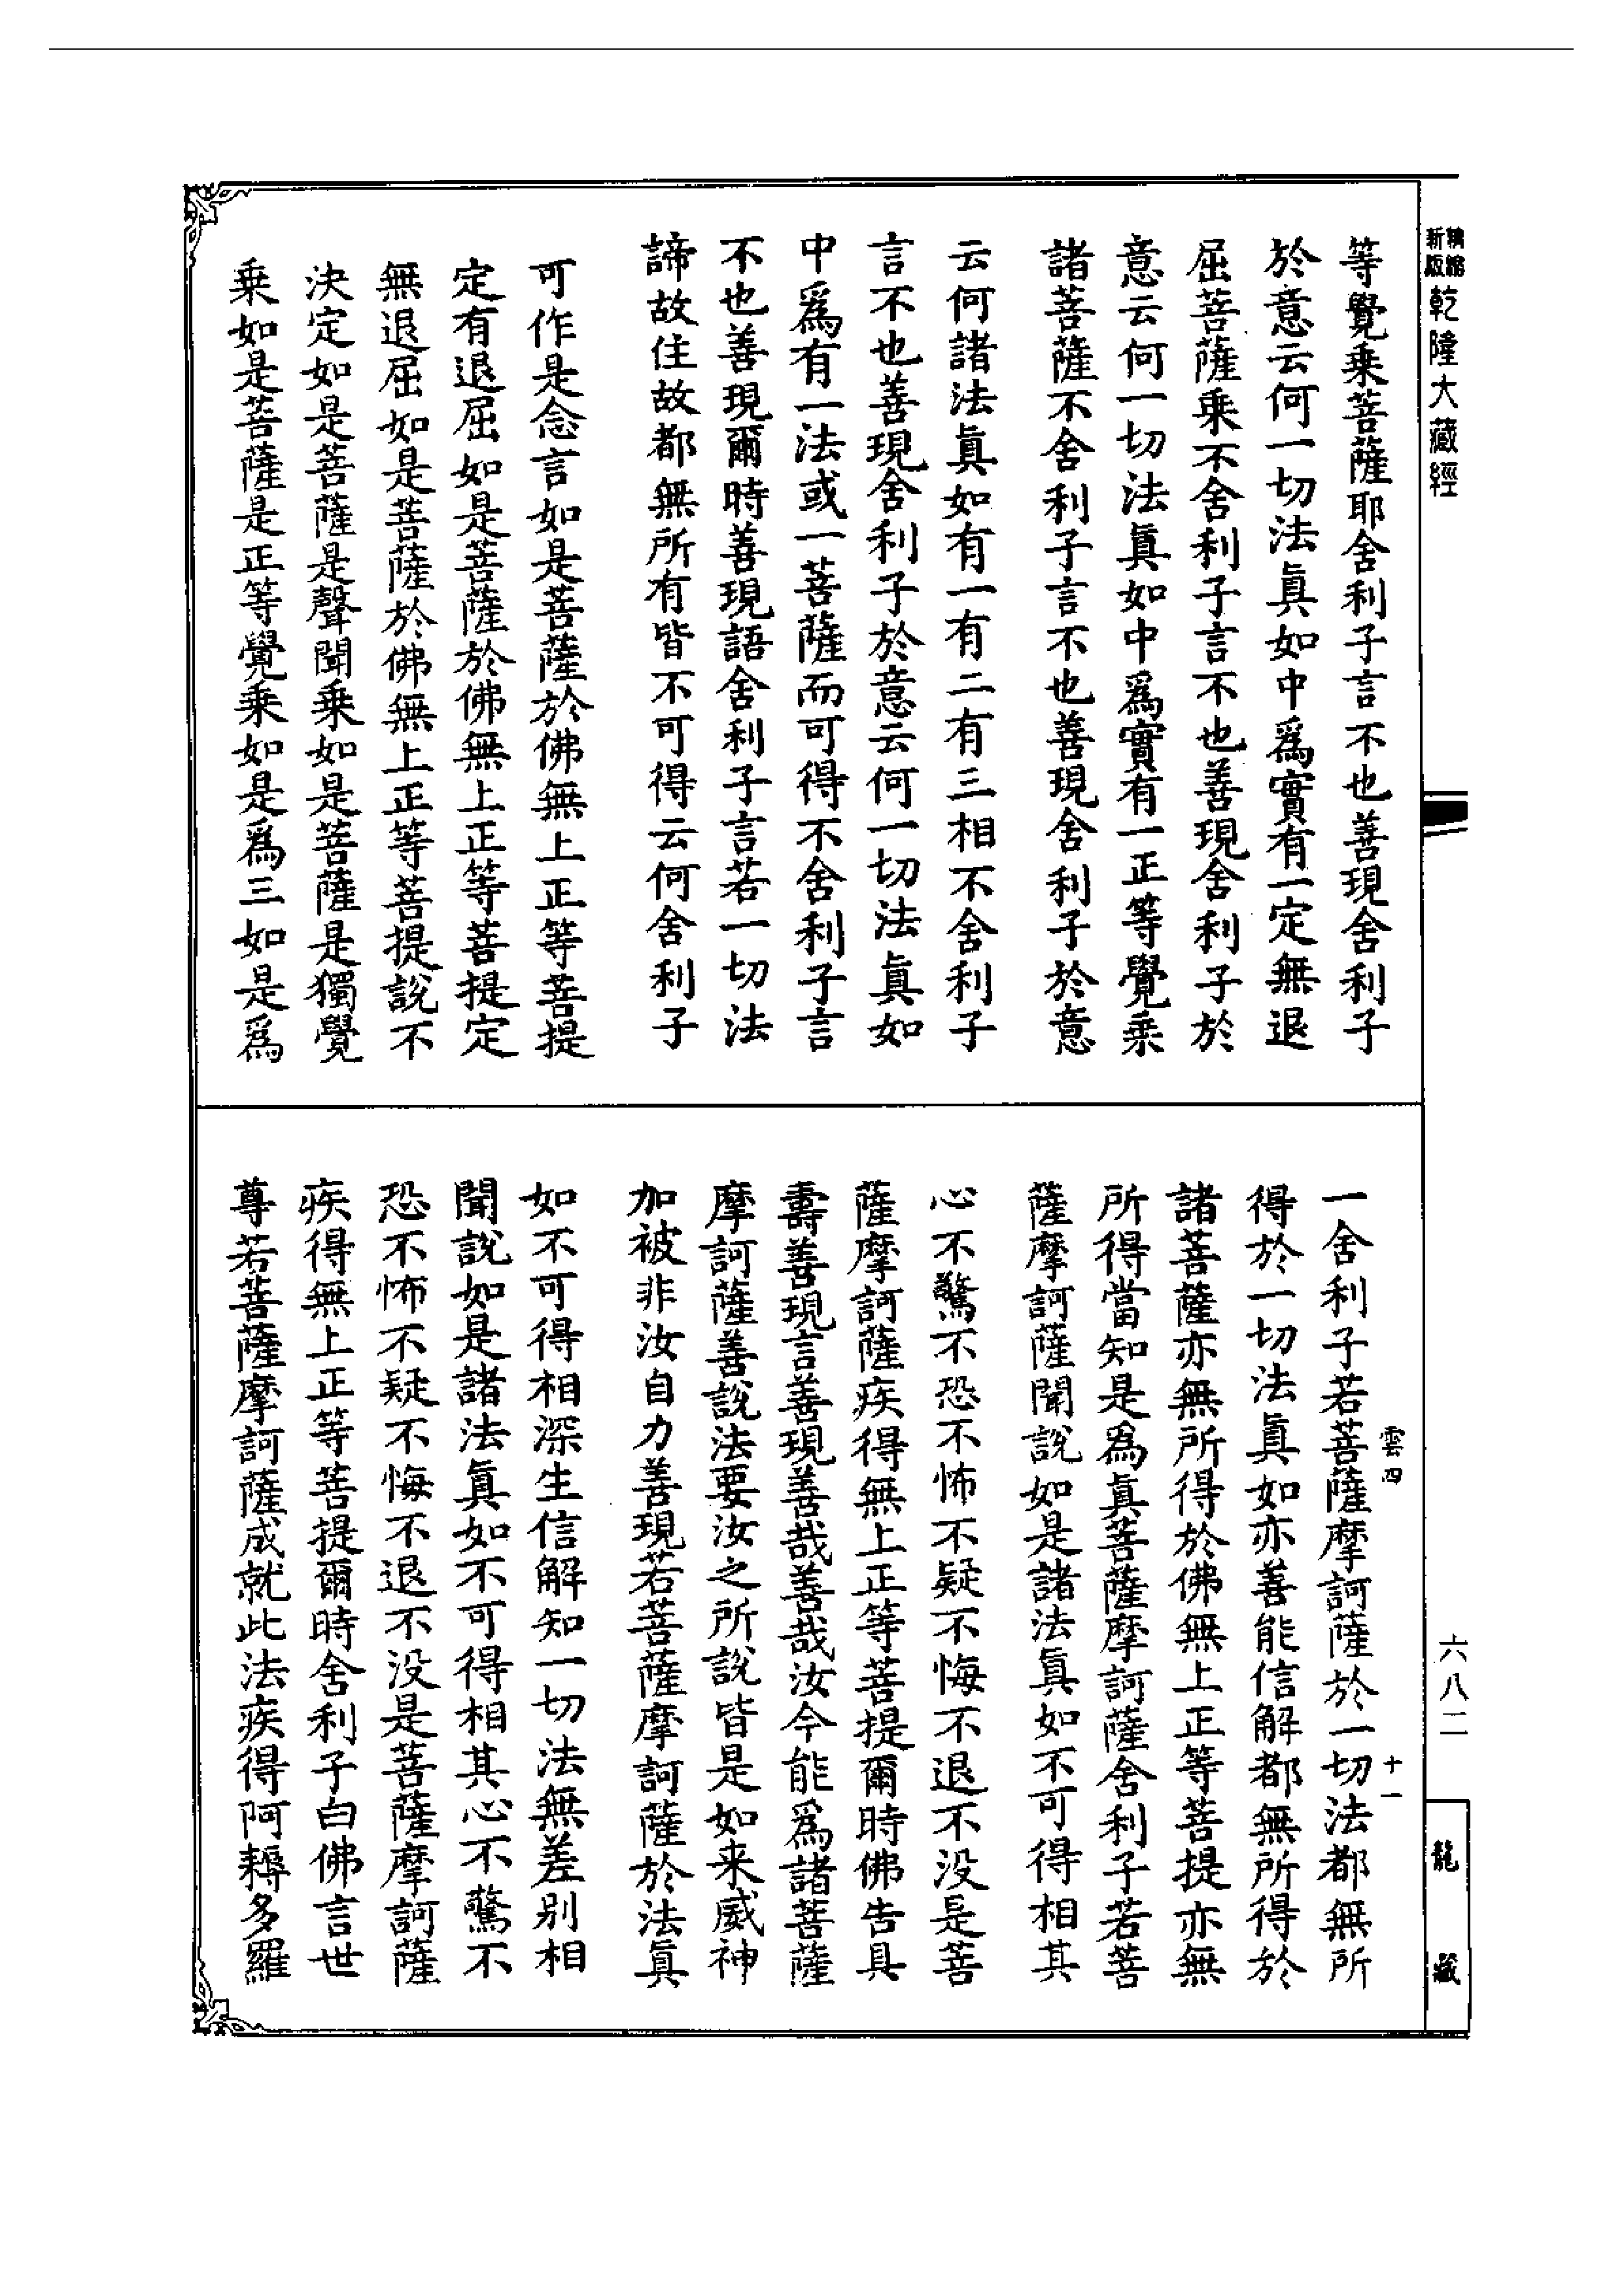 新版精縮乾隆大藏經
等覺乘菩薩耶舍利子言不也善現舍利子
於意云何一切法真如中為實有一定無退
屈菩薩乘不舍利子言不也善現舍利子於
意云何一切法真如中為實有一正等覺乘
諸菩薩不舍利子言不也善現舍利子於意
云何諸法真如有一有二有三相不舍利子
言不也善現舍利子於意云何一切法真如
中為有一法或一菩薩而可得不舍利子言
不也善現爾時善現語舍利子言若一切法
諦故住故都無所有皆不可得云何舍利子
可作是念言如是菩薩於佛無上正等菩提
定有退屈如是菩薩於佛無上正等菩提定
無退屈如是菩薩於佛無上正等菩提說不
決定如是菩薩是聲聞乘如是菩薩是獨覺
乘如是菩薩是正等覺乘如是為三如是為
一舍利子若菩薩摩訶薩於一切法都無所
得於一切法真如亦善能信解都無所得於
諸菩薩亦無所得於佛無上正等菩提亦無
所得當知是為真菩薩摩訶薩舍利子若菩
薩摩訶薩聞說如是諸法真如不可得相其
心不驚不恐不怖不疑不悔不退不没是菩
薩摩訶薩疾得無上正等菩提爾時佛告具
壽善現言善現善哉善哉汝今能為諸菩薩
摩訶薩善說法要汝之所說皆是如來威神
加被非汝自力善現若菩薩摩訶薩於法真
如不可得相深生信解知一切法無差別相
聞說如是諸法真如不可得相其心不驚不
恐不怖不疑不悔不退不没是菩薩摩訶薩
疾得無上正等菩提爾時舍利子白佛言世
尊若菩薩摩訶薩成就此法疾得阿耨多羅
雲四
十一
六八二
龍藏